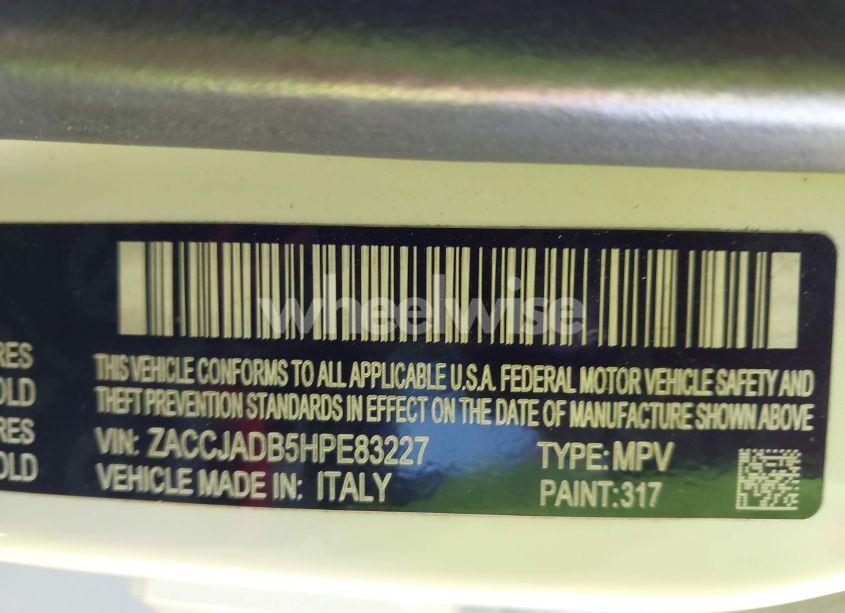 wheelwise
THIS VEHICLE CONFORMS TO ALL APPLICABLE U.S.A. FEDERAL MOTOR VEHICLE SAFETY AND
THEFT PREVENTION STANDARDS IN EFFECT ON THE DATE OF MANUFACTURE SHOWN ABOVE
VIN: ZACCJADB5HPE83227 TYPE: MPV
VEHICLE MADE IN: ITALY PAINT:317
RES
OLD
RES
OLD